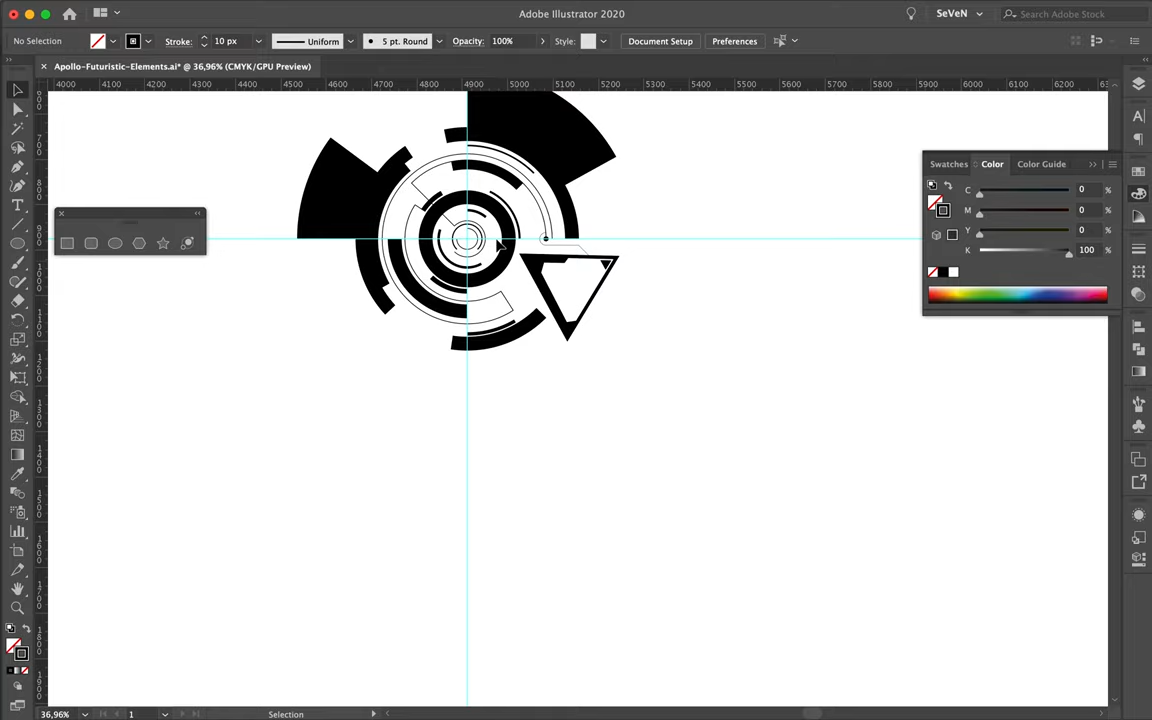 Adobe Illustrator 2020
SeVeN
Search Adobe Stock
No Selection
Stroke:
10 px
Uniform
5 pt. Round
Opacity:
100%
Style:
Document Setup
Preferences
Apollo-Futuristic-Elements.ai* @ 36,96% (CMYK/GPU Preview)
4000 4100 4200 4300 4400 4500 4600 4700 4800 4900 5000 5100 5200 5300 5400 5500 5600 5700 5800 5900 6000 6100 6200
Swatches
Color
Color Guide
C 0 %
M 0 %
Y 0 %
K 100 %
36,96%
1
Selection